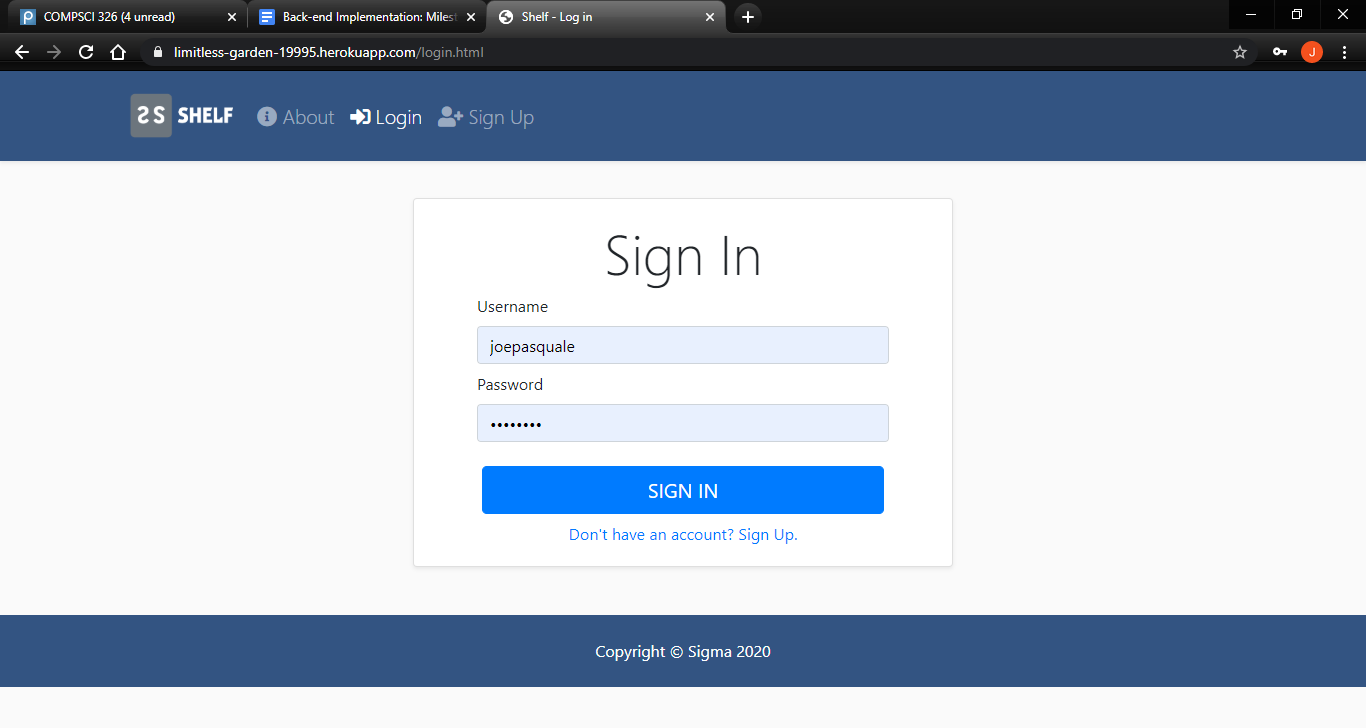 COMPSCI 326 (4 unread)
Back-end Implementation: Milest
Shelf - Log in
limitless-garden-19995.herokuapp.com/login.html
J
SHELF
About
Login
Sign Up
Sign In
Username
joepasquale
Password
••••••••
SIGN IN
Don't have an account? Sign Up.
Copyright © Sigma 2020